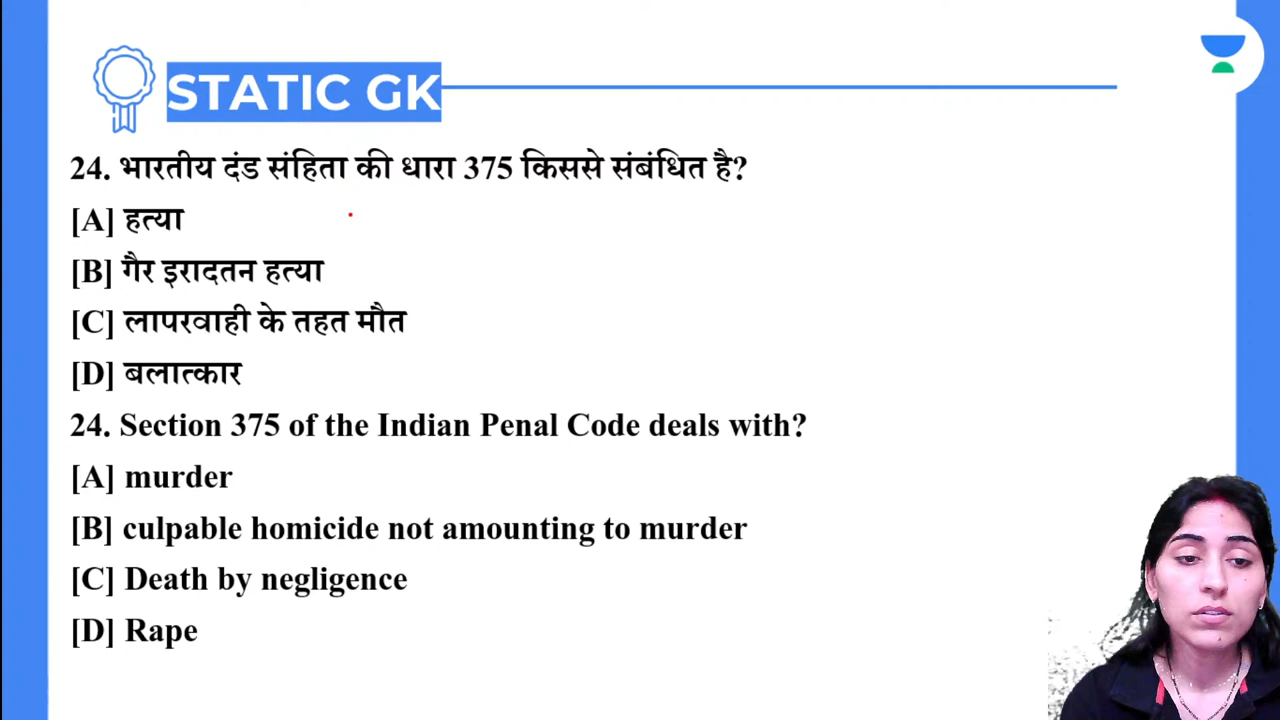 STATIC GK
24. भारतीय दंड संहिता की धारा 375 किससे संबंधित है?
[A] हत्या
[B] गैर इरादतन हत्या
[C] लापरवाही के तहत मौत
[D] बलात्कार
24. Section 375 of the Indian Penal Code deals with?
[A] murder
[B] culpable homicide not amounting to murder
[C] Death by negligence
[D] Rape